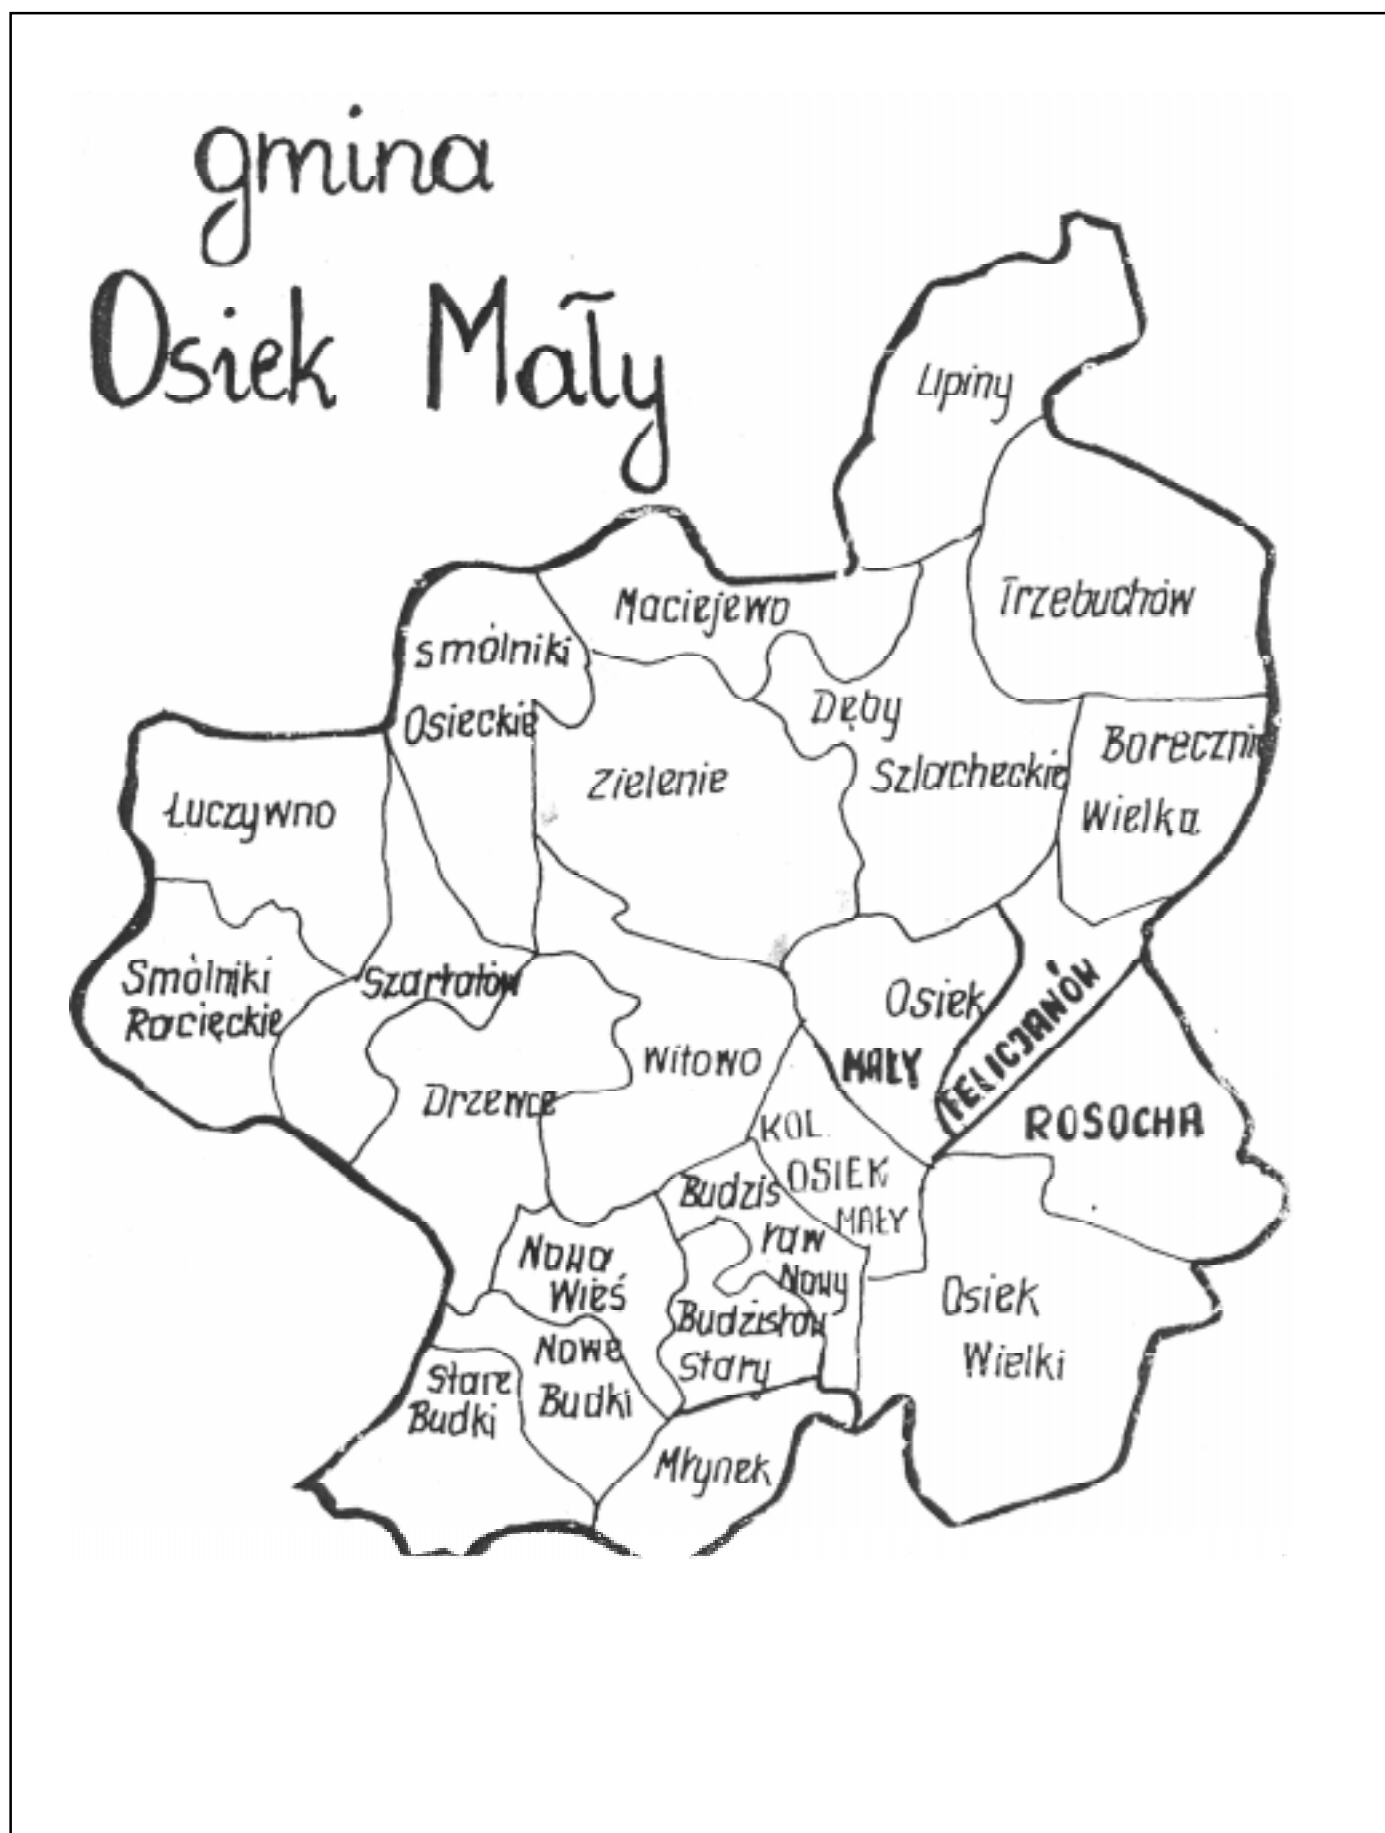 gmina
Osiek Mały
Lipiny
Trzebuchów
Maciejewo
Smólniki
Osieckie
Dęby
Szlacheckie
Boreczni
Wielka
Zielenie
Łuczywno
Smólniki
Racięckie
Szarłatów
Osiek
MAŁY
FELICJANÓW
ROSOCHA
Witowo
Drzewce
KOL.
OSIEK
MAŁY
Budzis
ław
Nowy
Nowa
Wieś
Budzisław
Stary
Osiek
Wielki
Nowe
Budki
Stare
Budki
Młynek